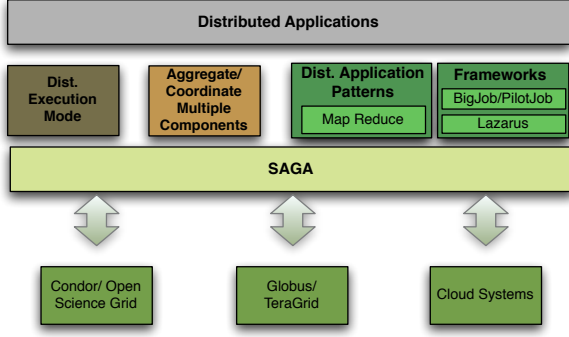 Distributed Applications
Dist.
Execution
Mode
Aggregate/
Coordinate
Multiple
Components
Dist. Application
Patterns
Map Reduce
Frameworks
BigJob/PilotJob
Lazarus
SAGA
Condor/ Open
Science Grid
Globus/
TeraGrid
Cloud Systems